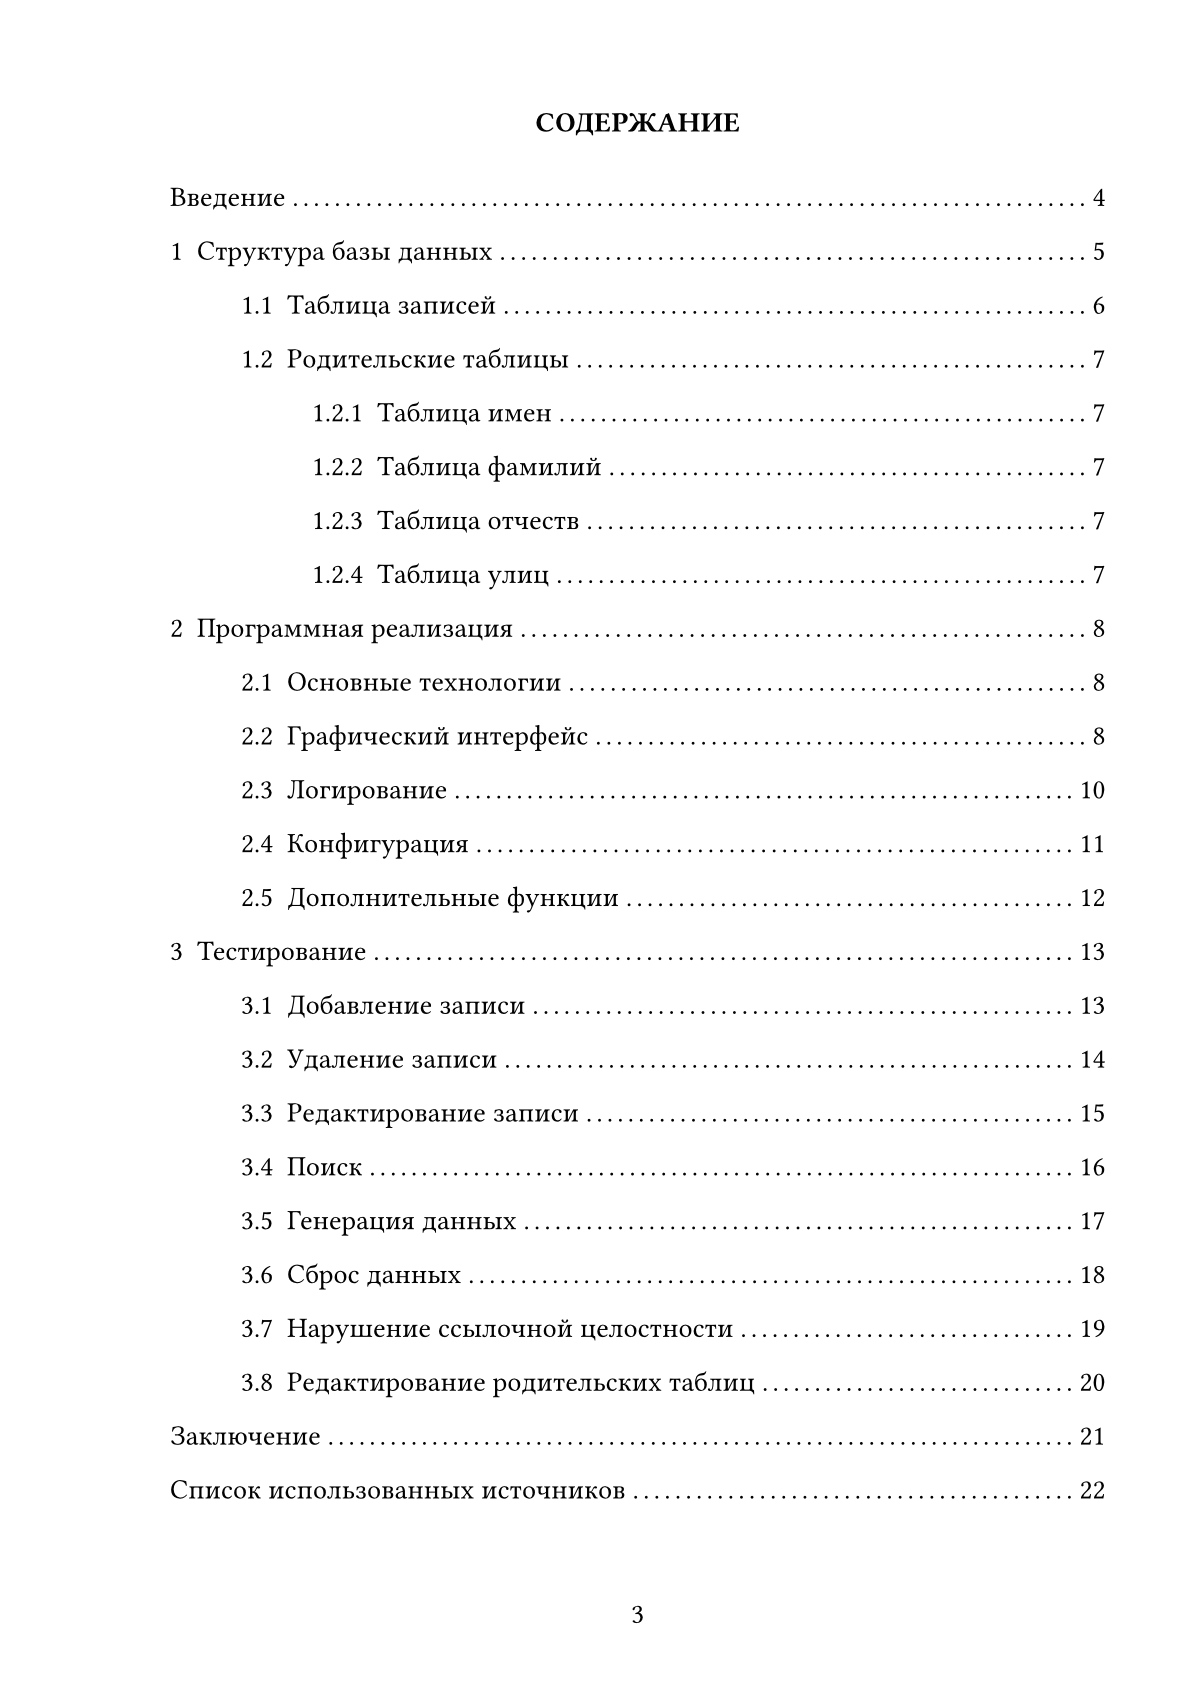 СОДЕРЖАНИЕ
Введение ........................................................................... 4
1 Структура базы данных ........................................................ 5
1.1 Таблица записей ........................................................ 6
1.2 Родительские таблицы ................................................. 7
1.2.1 Таблица имен ................................................... 7
1.2.2 Таблица фамилий .............................................. 7
1.2.3 Таблица отчеств ................................................ 7
1.2.4 Таблица улиц ................................................... 7
2 Программная реализация ...................................................... 8
2.1 Основные технологии .................................................. 8
2.2 Графический интерфейс ............................................... 8
2.3 Логирование ........................................................... 10
2.4 Конфигурация ......................................................... 11
2.5 Дополнительные функции ........................................... 12
3 Тестирование ................................................................... 13
3.1 Добавление записи .................................................... 13
3.2 Удаление записи ...................................................... 14
3.3 Редактирование записи ............................................... 15
3.4 Поиск ................................................................... 16
3.5 Генерация данных ..................................................... 17
3.6 Сброс данных .......................................................... 18
3.7 Нарушение ссылочной целостности ................................ 19
3.8 Редактирование родительских таблиц .............................. 20
Заключение ....................................................................... 21
Список использованных источников .......................................... 22
3